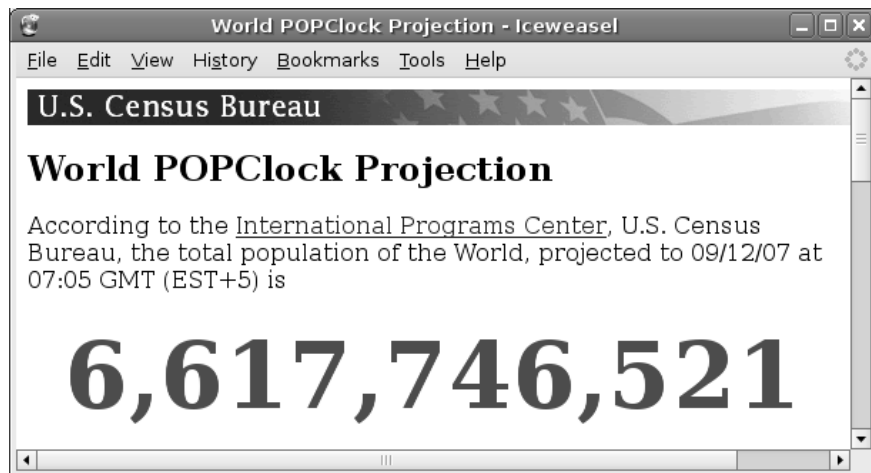 World POPClock Projection - Iceweasel
File Edit View History Bookmarks Tools Help
U.S. Census Bureau
World POPClock Projection
According to the International Programs Center, U.S. Census
Bureau, the total population of the World, projected to 09/12/07 at
07:05 GMT (EST+5) is
6,617,746,521